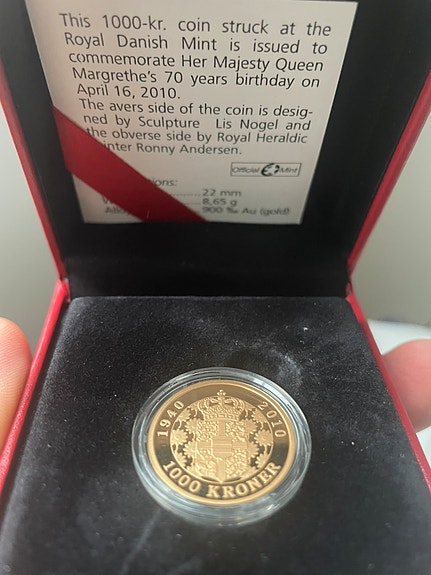 This 1000-kr. coin struck at the
Royal Danish Mint is issued to
commemorate Her Majesty Queen
Margrethe's 70 years birthday on
April 16, 2010.
The avers side of the coin is desig-
ned by Sculpture Lis Nogel and
the obverse side by Royal Heraldic
inter Ronny Andersen.
Official Mint
ions:
22 mm
8,65 g
Allo 900 ‰ Au (gold)
1940 2010
1000 KRONER